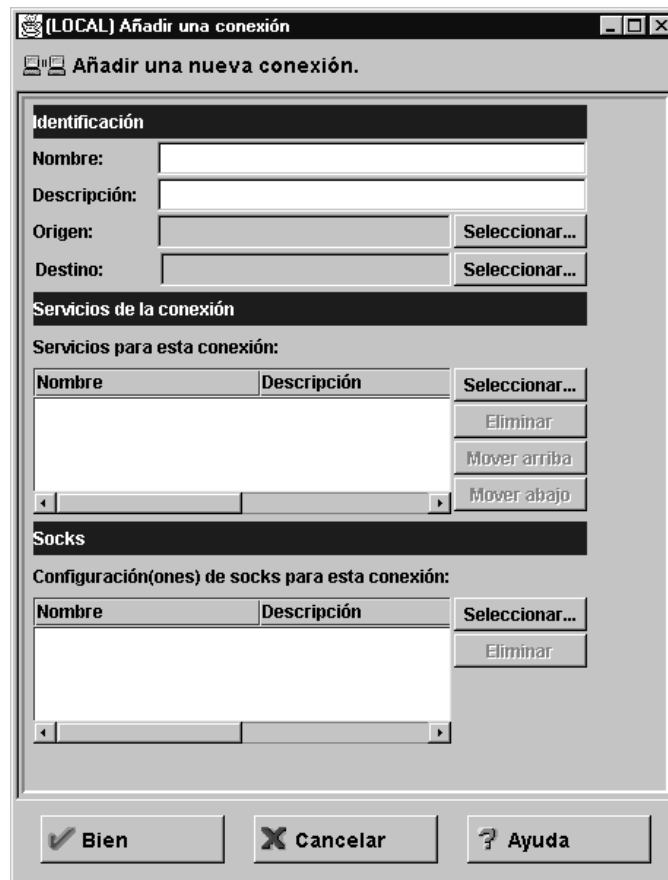 (LOCAL) Añadir una conexión
Añadir una nueva conexión.
Identificación
Nombre:
Descripción:
Origen: Seleccionar...
Destino: Seleccionar...
Servicios de la conexión
Servicios para esta conexión:
Nombre Descripción Seleccionar...
Eliminar
Mover arriba
Mover abajo
Socks
Configuración(ones) de socks para esta conexión:
Nombre Descripción Seleccionar...
Eliminar
Bien Cancelar Ayuda